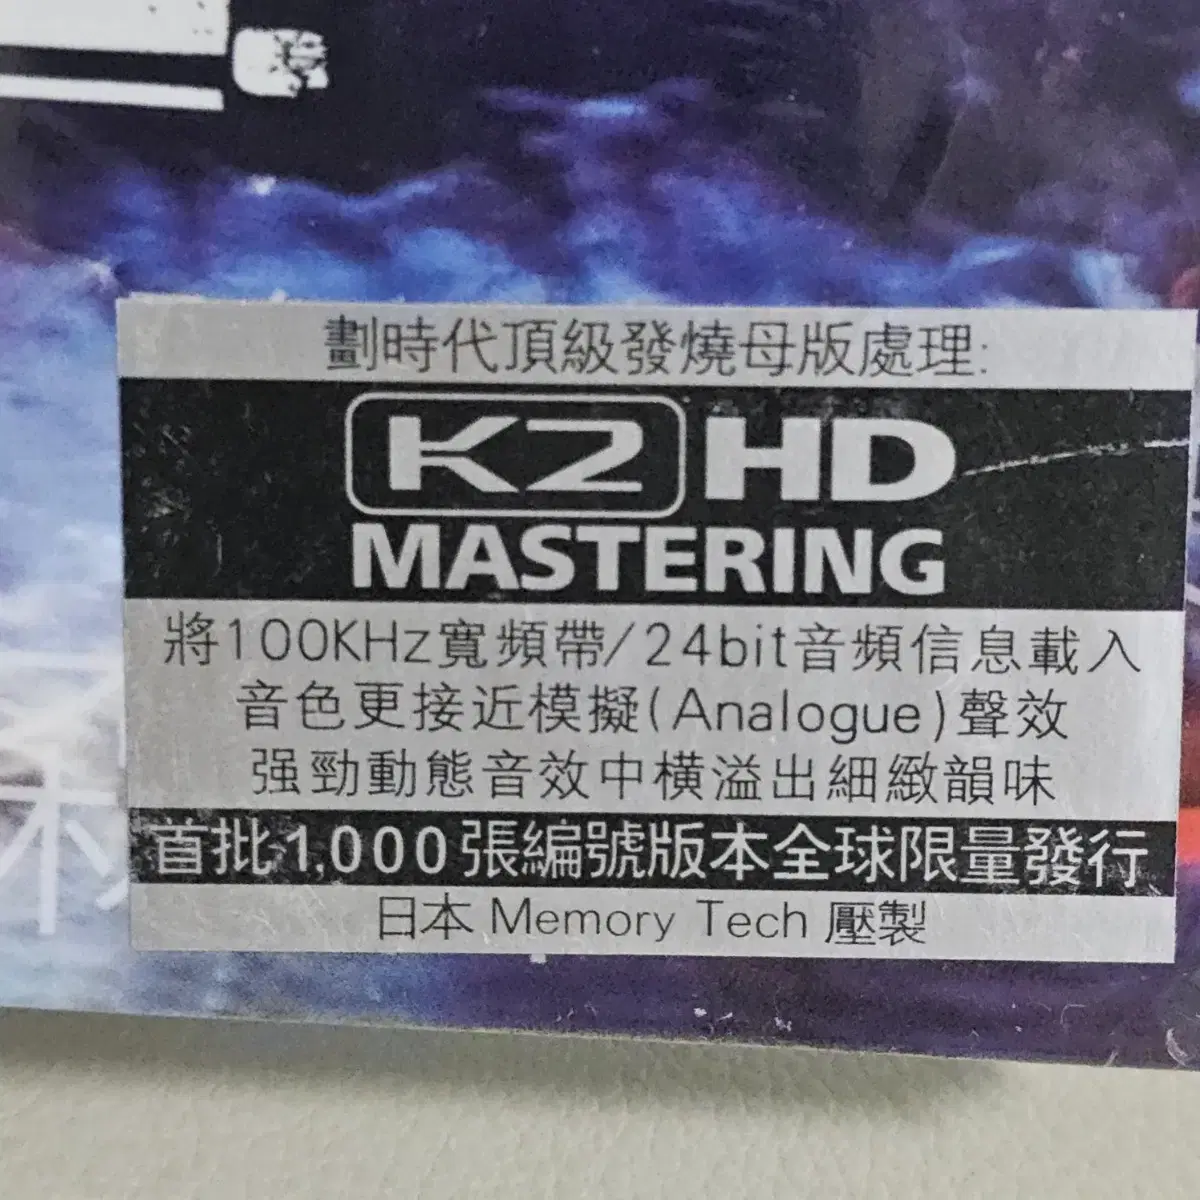 劃時代頂級發燒母版處理:
K2 HD
MASTERING
將100KHz寬頻帶/24bit音頻信息載入
音色更接近模擬(Analogue)聲效
强勁動態音效中横溢出細緻韻味
首批1,000張編號版本全球限量發行
日本 Memory Tech 壓製